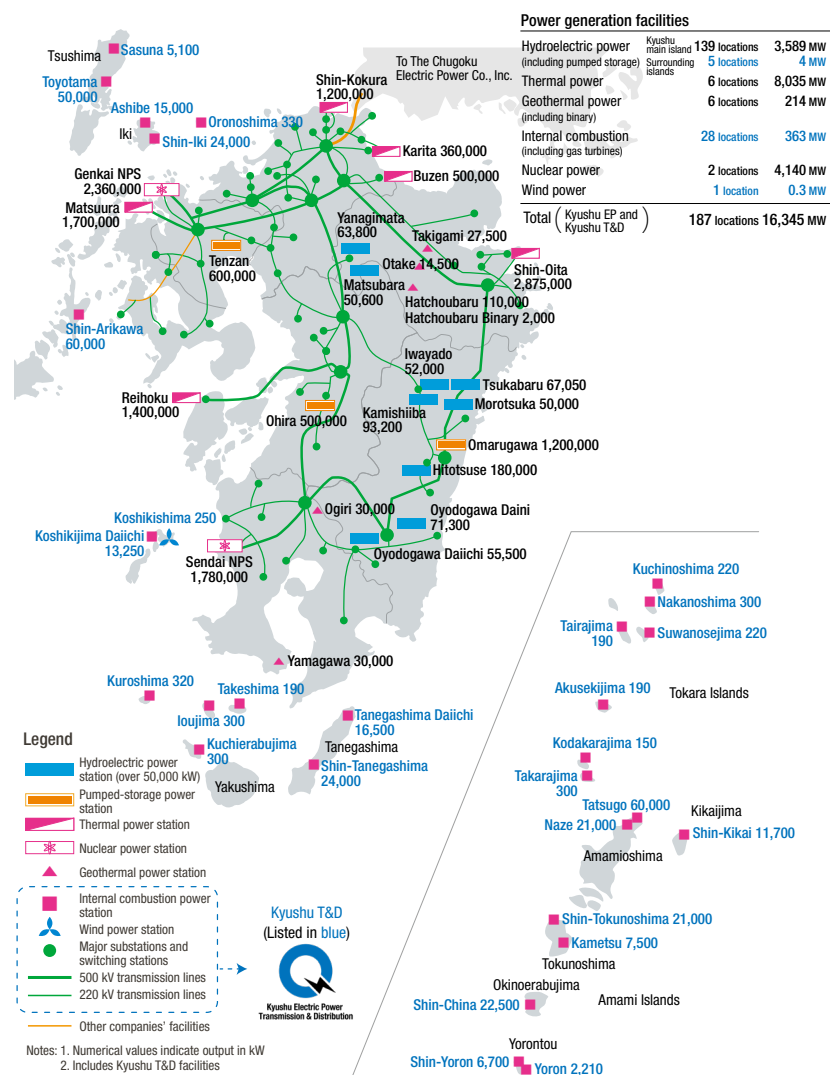 Power generation facilities
Hydroelectric power
(including pumped storage)
Kyushu main island 139 locations 3,589 MW
Surrounding islands 5 locations 4 MW
Thermal power 6 locations 8,035 MW
Geothermal power 6 locations 214 MW
(including binary)
Internal combustion 28 locations 363 MW
(including gas turbines)
Nuclear power 2 locations 4,140 MW
Wind power 1 location 0.3 MW
Total (Kyushu EP and Kyushu T&D) 187 locations 16,345 MW
Tsushima
Sasuna 5,100
Toyotama
50,000
Ashibe 15,000
Iki
Oronoshima 330
Shin-Iki 24,000
To The Chugoku
Electric Power Co., Inc.
Shin-Kokura
1,200,000
Karita 360,000
Buzen 500,000
Genkai NPS
2,360,000
Matsuura
1,700,000
Tenzan
600,000
Yanagimata
63,800
Takigami 27,500
Otake 14,500
Matsubara
50,600
Shin-Oita
2,875,000
Hatchoubaru 110,000
Hatchoubaru Binary 2,000
Shin-Arikawa
60,000
Iwayado
52,000
Tsukabaru 67,050
Morotsuka 50,000
Kamishiiba
93,200
Reihoku
1,400,000
Ohira 500,000
Omarugawa 1,200,000
Hitotsuse 180,000
Ogiri 30,000
Oyodogawa Daini
71,300
Oyodogawa Daiichi 55,500
Koshikishima 250
Koshikijima Daiichi
13,250
Sendai NPS
1,780,000
Yamagawa 30,000
Kuroshima 320
Takeshima 190
Ioujima 300
Kuchierabujima
300
Yakushima
Tanegashima Daiichi
16,500
Tanegashima
Shin-Tanegashima
24,000
Kuchinoshima 220
Nakanoshima 300
Tairajima
190
Suwanosejima 220
Akusekijima 190
Tokara Islands
Kodakarajima 150
Takarajima
300
Tatsugo 60,000
Naze 21,000
Kikaijima
Shin-Kikai 11,700
Amamioshima
Shin-Tokunoshima 21,000
Kametsu 7,500
Tokunoshima
Okinoerabujima
Shin-China 22,500
Amami Islands
Yorontou
Shin-Yoron 6,700
Yoron 2,210
Legend
Hydroelectric power
station (over 50,000 kW)
Pumped-storage power
station
Thermal power station
Nuclear power station
Geothermal power station
Internal combustion power
station
Wind power station
Major substations and
switching stations
500 kV transmission lines
220 kV transmission lines
Other companies' facilities
Kyushu T&D
(Listed in blue)
Kyushu Electric Power
Transmission & Distribution
Notes: 1. Numerical values indicate output in kW
2. Includes Kyushu T&D facilities